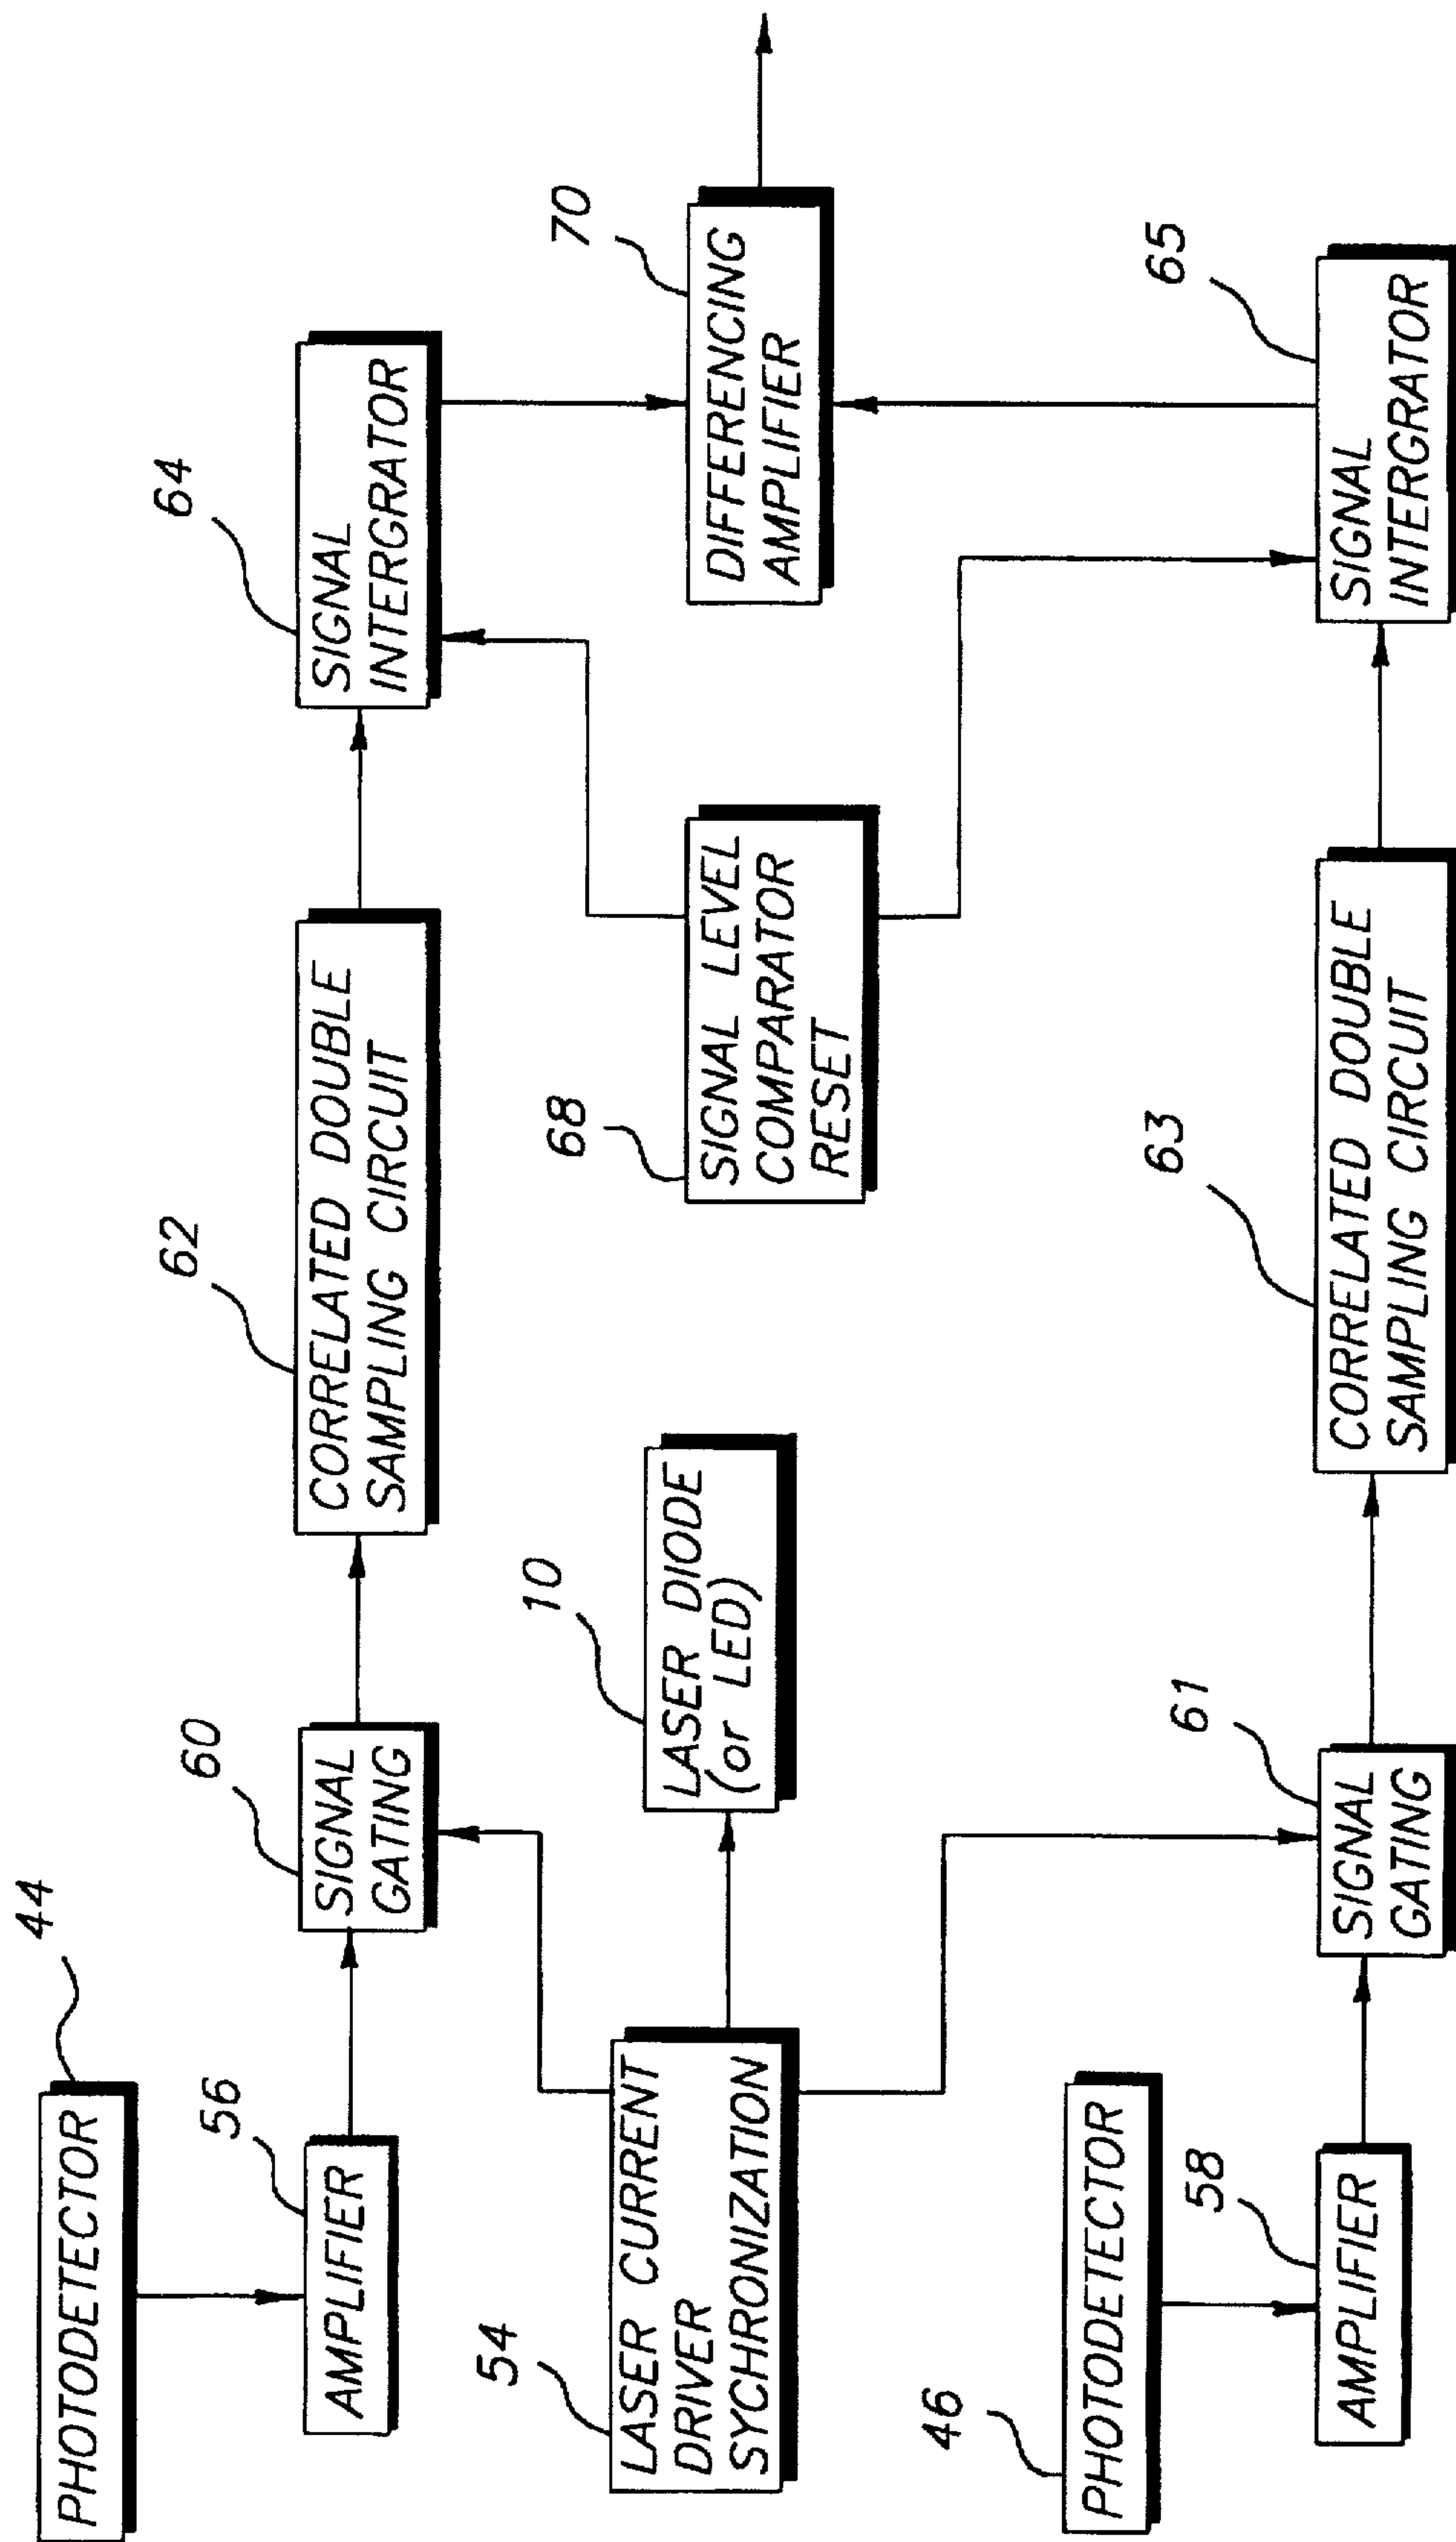 44
PHOTODETECTOR
56
AMPLIFIER
60
SIGNAL
GATING
62
CORRELATED DOUBLE
SAMPLING CIRCUIT
64
SIGNAL
INTERGRATOR
54
LASER CURRENT
DRIVER
SYCHRONIZATION
10
LASER DIODE
(or LED)
68
SIGNAL LEVEL
COMPARATOR
RESET
70
DIFFERENCING
AMPLIFIER
46
PHOTODETECTOR
58
AMPLIFIER
61
SIGNAL
GATING
63
CORRELATED DOUBLE
SAMPLING CIRCUIT
65
SIGNAL
INTERGRATOR